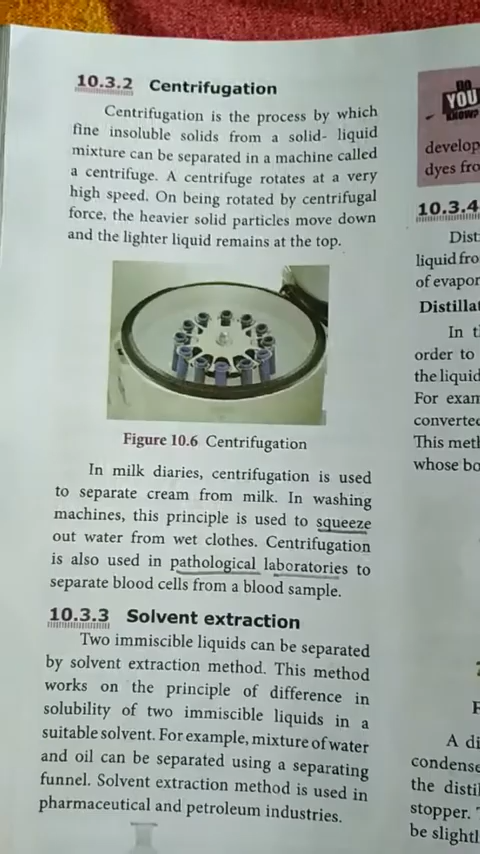 10.3.2 Centrifugation
Centrifugation is the process by which
fine insoluble solids from a solid- liquid
mixture can be separated in a machine called
a centrifuge. A centrifuge rotates at a very
high speed. On being rotated by centrifugal
force, the heavier solid particles move down
and the lighter liquid remains at the top.
Figure 10.6 Centrifugation
In milk diaries, centrifugation is used
to separate cream from milk. In washing
machines, this principle is used to squeeze
out water from wet clothes. Centrifugation
is also used in pathological laboratories to
separate blood cells from a blood sample.
10.3.3 Solvent extraction
Two immiscible liquids can be separated
by solvent extraction method. This method
works on the principle of difference in
solubility of two immiscible liquids in a
suitable solvent. For example, mixture of water
and oil can be separated using a separating
funnel. Solvent extraction method is used in
pharmaceutical and petroleum industries.
DO
YOU
KNOW?
develop
dyes fro
10.3.4
Dist
liquid fro
of evapor
Distilla
In t
order to
the liquid
For exam
converted
This meth
whose bo
F
A di
condense
the distil
stopper.
be slightl